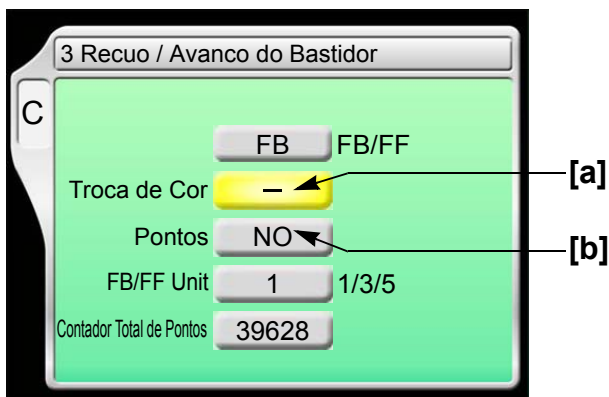 3 Recuo / Avanco do Bastidor
C
FB FB/FF
Troca de Cor – [a]
Pontos NO [b]
FB/FF Unit 1 1/3/5
Contador Total de Pontos 39628